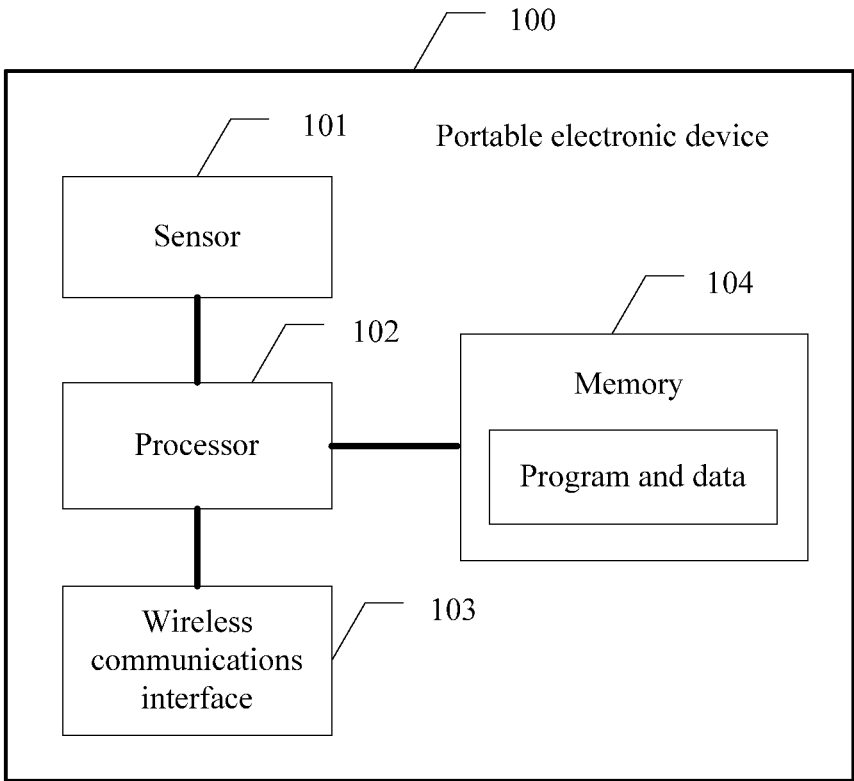 100
101
Portable electronic device
Sensor
104
102
Memory
Processor
Program and data
103
Wireless
communications
interface